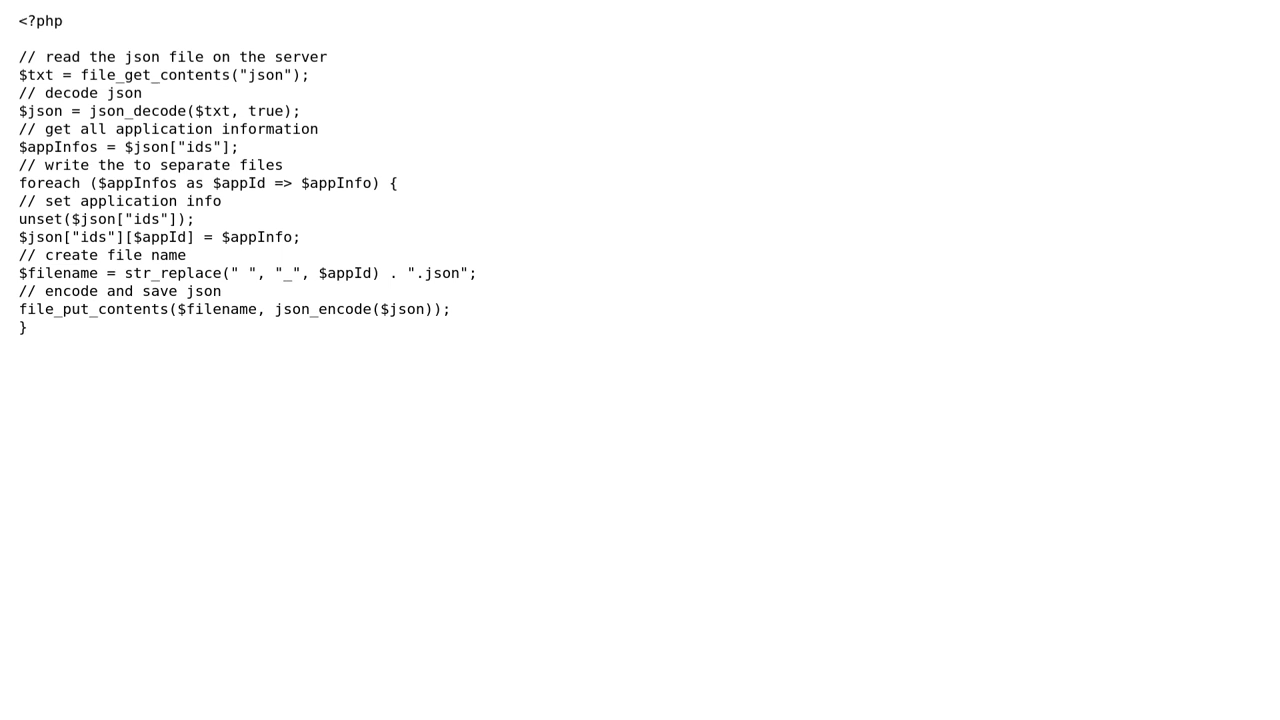 <?php

// read the json file on the server
$txt = file_get_contents("json");
// decode json
$json = json_decode($txt, true);
// get all application information
$appInfos = $json["ids"];
// write the to separate files
foreach ($appInfos as $appId => $appInfo) {
// set application info
unset($json["ids"]);
$json["ids"][$appId] = $appInfo;
// create file name
$filename = str_replace(" ", "_", $appId) . ".json";
// encode and save json
file_put_contents($filename, json_encode($json));
}